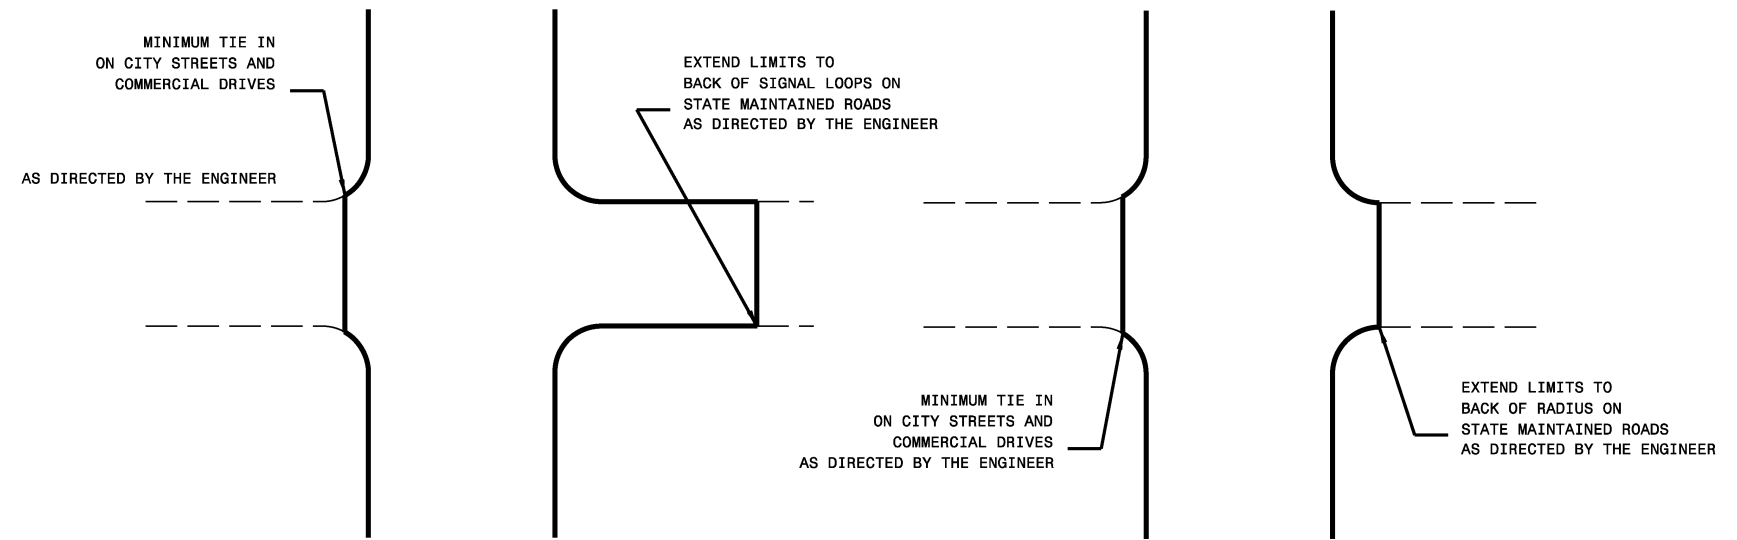 MINIMUM TIE IN
ON CITY STREETS AND
COMMERCIAL DRIVES
AS DIRECTED BY THE ENGINEER
EXTEND LIMITS TO
BACK OF SIGNAL LOOPS ON
STATE MAINTAINED ROADS
AS DIRECTED BY THE ENGINEER
MINIMUM TIE IN
ON CITY STREETS AND
COMMERCIAL DRIVES
AS DIRECTED BY THE ENGINEER
EXTEND LIMITS TO
BACK OF RADIUS ON
STATE MAINTAINED ROADS
AS DIRECTED BY THE ENGINEER